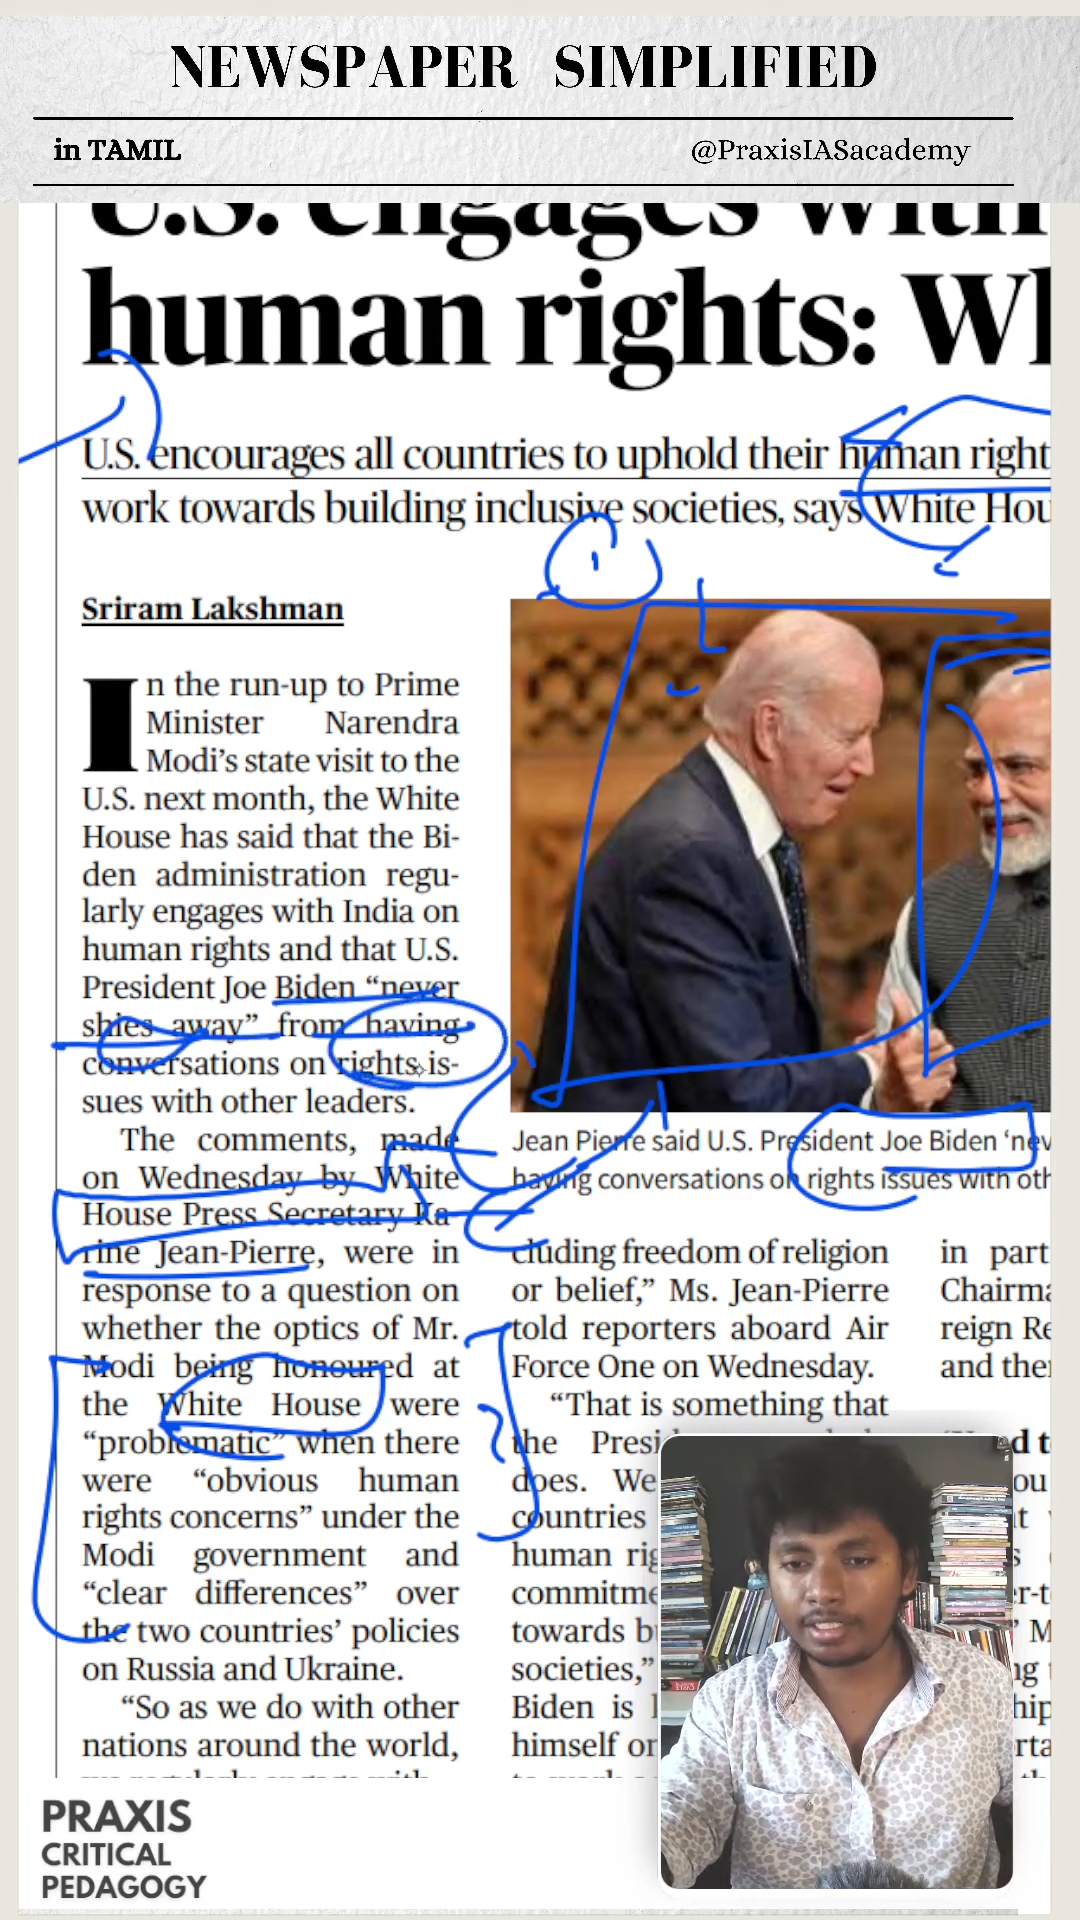 NEWSPAPER SIMPLIFIED
in TAMIL
@PraxisIASacademy
U.S. engages with
human rights:
U.S. encourages all countries to uphold their human right
work towards building inclusive societies, says White Hou
Sriram Lakshman
In the run-up to Prime
Minister Narendra
Modi's state visit to the
U.S. next month, the White
House has said that the Bi-
den administration regu-
larly engages with India on
human rights and that U.S.
President Joe Biden “never
shies away” from having
conversations on rights is-
sues with other leaders.
The comments, made
on Wednesday by White
House Press Secretary Ka-
rine Jean-Pierre, were in
response to a question on
whether the optics of Mr.
Modi being honoured at
the White House were
“problematic” when there
were “obvious human
rights concerns” under the
Modi government and
“clear differences” over
the two countries’ policies
on Russia and Ukraine.
“So as we do with other
nations around the world,
Jean Pierre said U.S. President Joe Biden ‘nev
having conversations on rights issues with oth
cluding freedom of religion
or belief,” Ms. Jean-Pierre
told reporters aboard Air
Force One on Wednesday.
“That is something that
the Presi
does. We
countries
human rig
commitme
towards b
societies,”
Biden is
himself on
in part
Chairma
reign Re
and the
PRAXIS
CRITICAL
PEDAGOGY